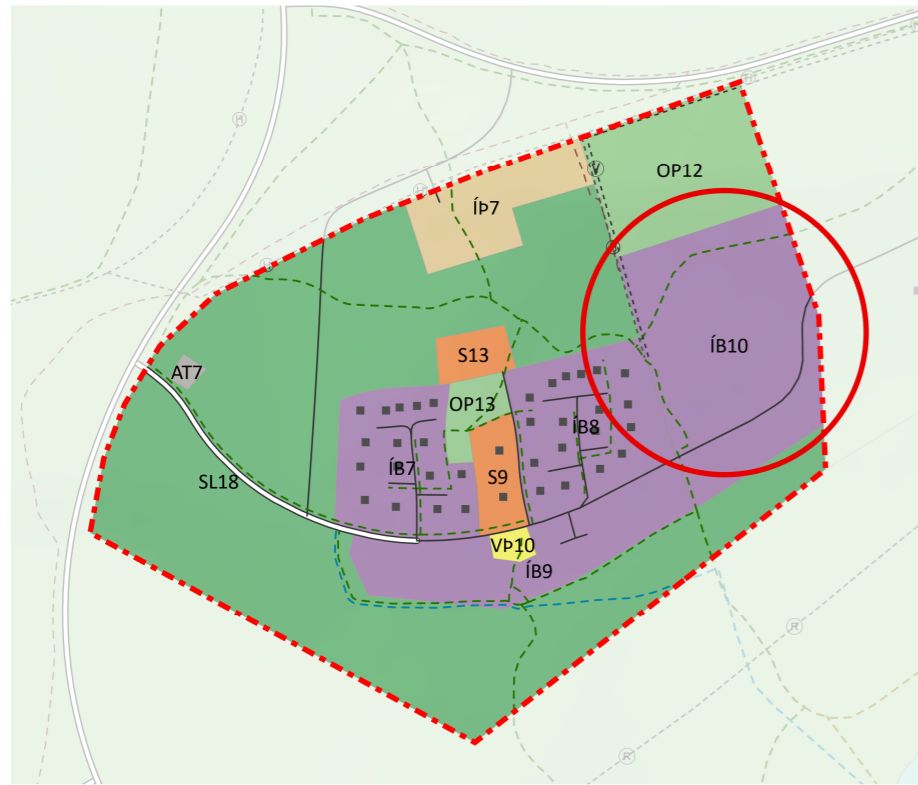 OP12
ÍÞ7
V
H
H
H
H
ÍB10
S13
AT7
OP13
ÍB8
ÍB7
S9
SL18
VÞ10
ÍB9
R
R